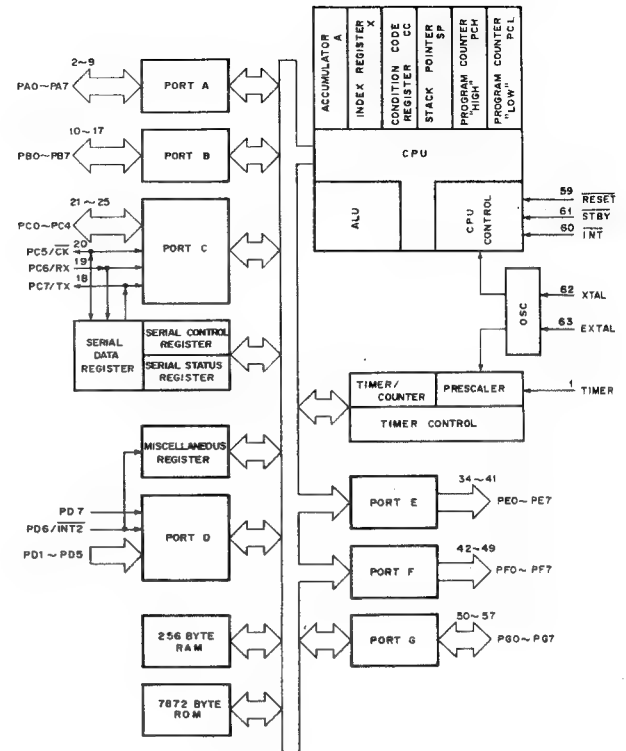 2~9
PA0~PA7
PORT A
10~17
PB0~PB7
PORT B
21~25
PC0~PC4
PC5/CK
20
PC6/RX
19
PC7/TX
18
PORT C
SERIAL
DATA
REGISTER
SERIAL CONTROL
REGISTER
SERIAL STATUS
REGISTER
MISCELLANEOUS
REGISTER
PD7
PD6/INT2
PD1~PD5
PORT D
256 BYTE
RAM
7872 BYTE
ROM
ACCUMULATOR
A
INDEX REGISTER
X
CONDITION CODE
REGISTER CC
STACK POINTER
SP
PROGRAM COUNTER
"HIGH" PCH
PROGRAM COUNTER
"LOW" PCL
CPU
ALU
CPU
CONTROL
59
RESET
61
STBY
60
INT
OSC
62
XTAL
63
EXTAL
TIMER/
COUNTER
PRESCALER
TIMER CONTROL
1
TIMER
PORT E
34~41
PE0~PE7
PORT F
42~49
PF0~PF7
PORT G
50~57
PG0~PG7